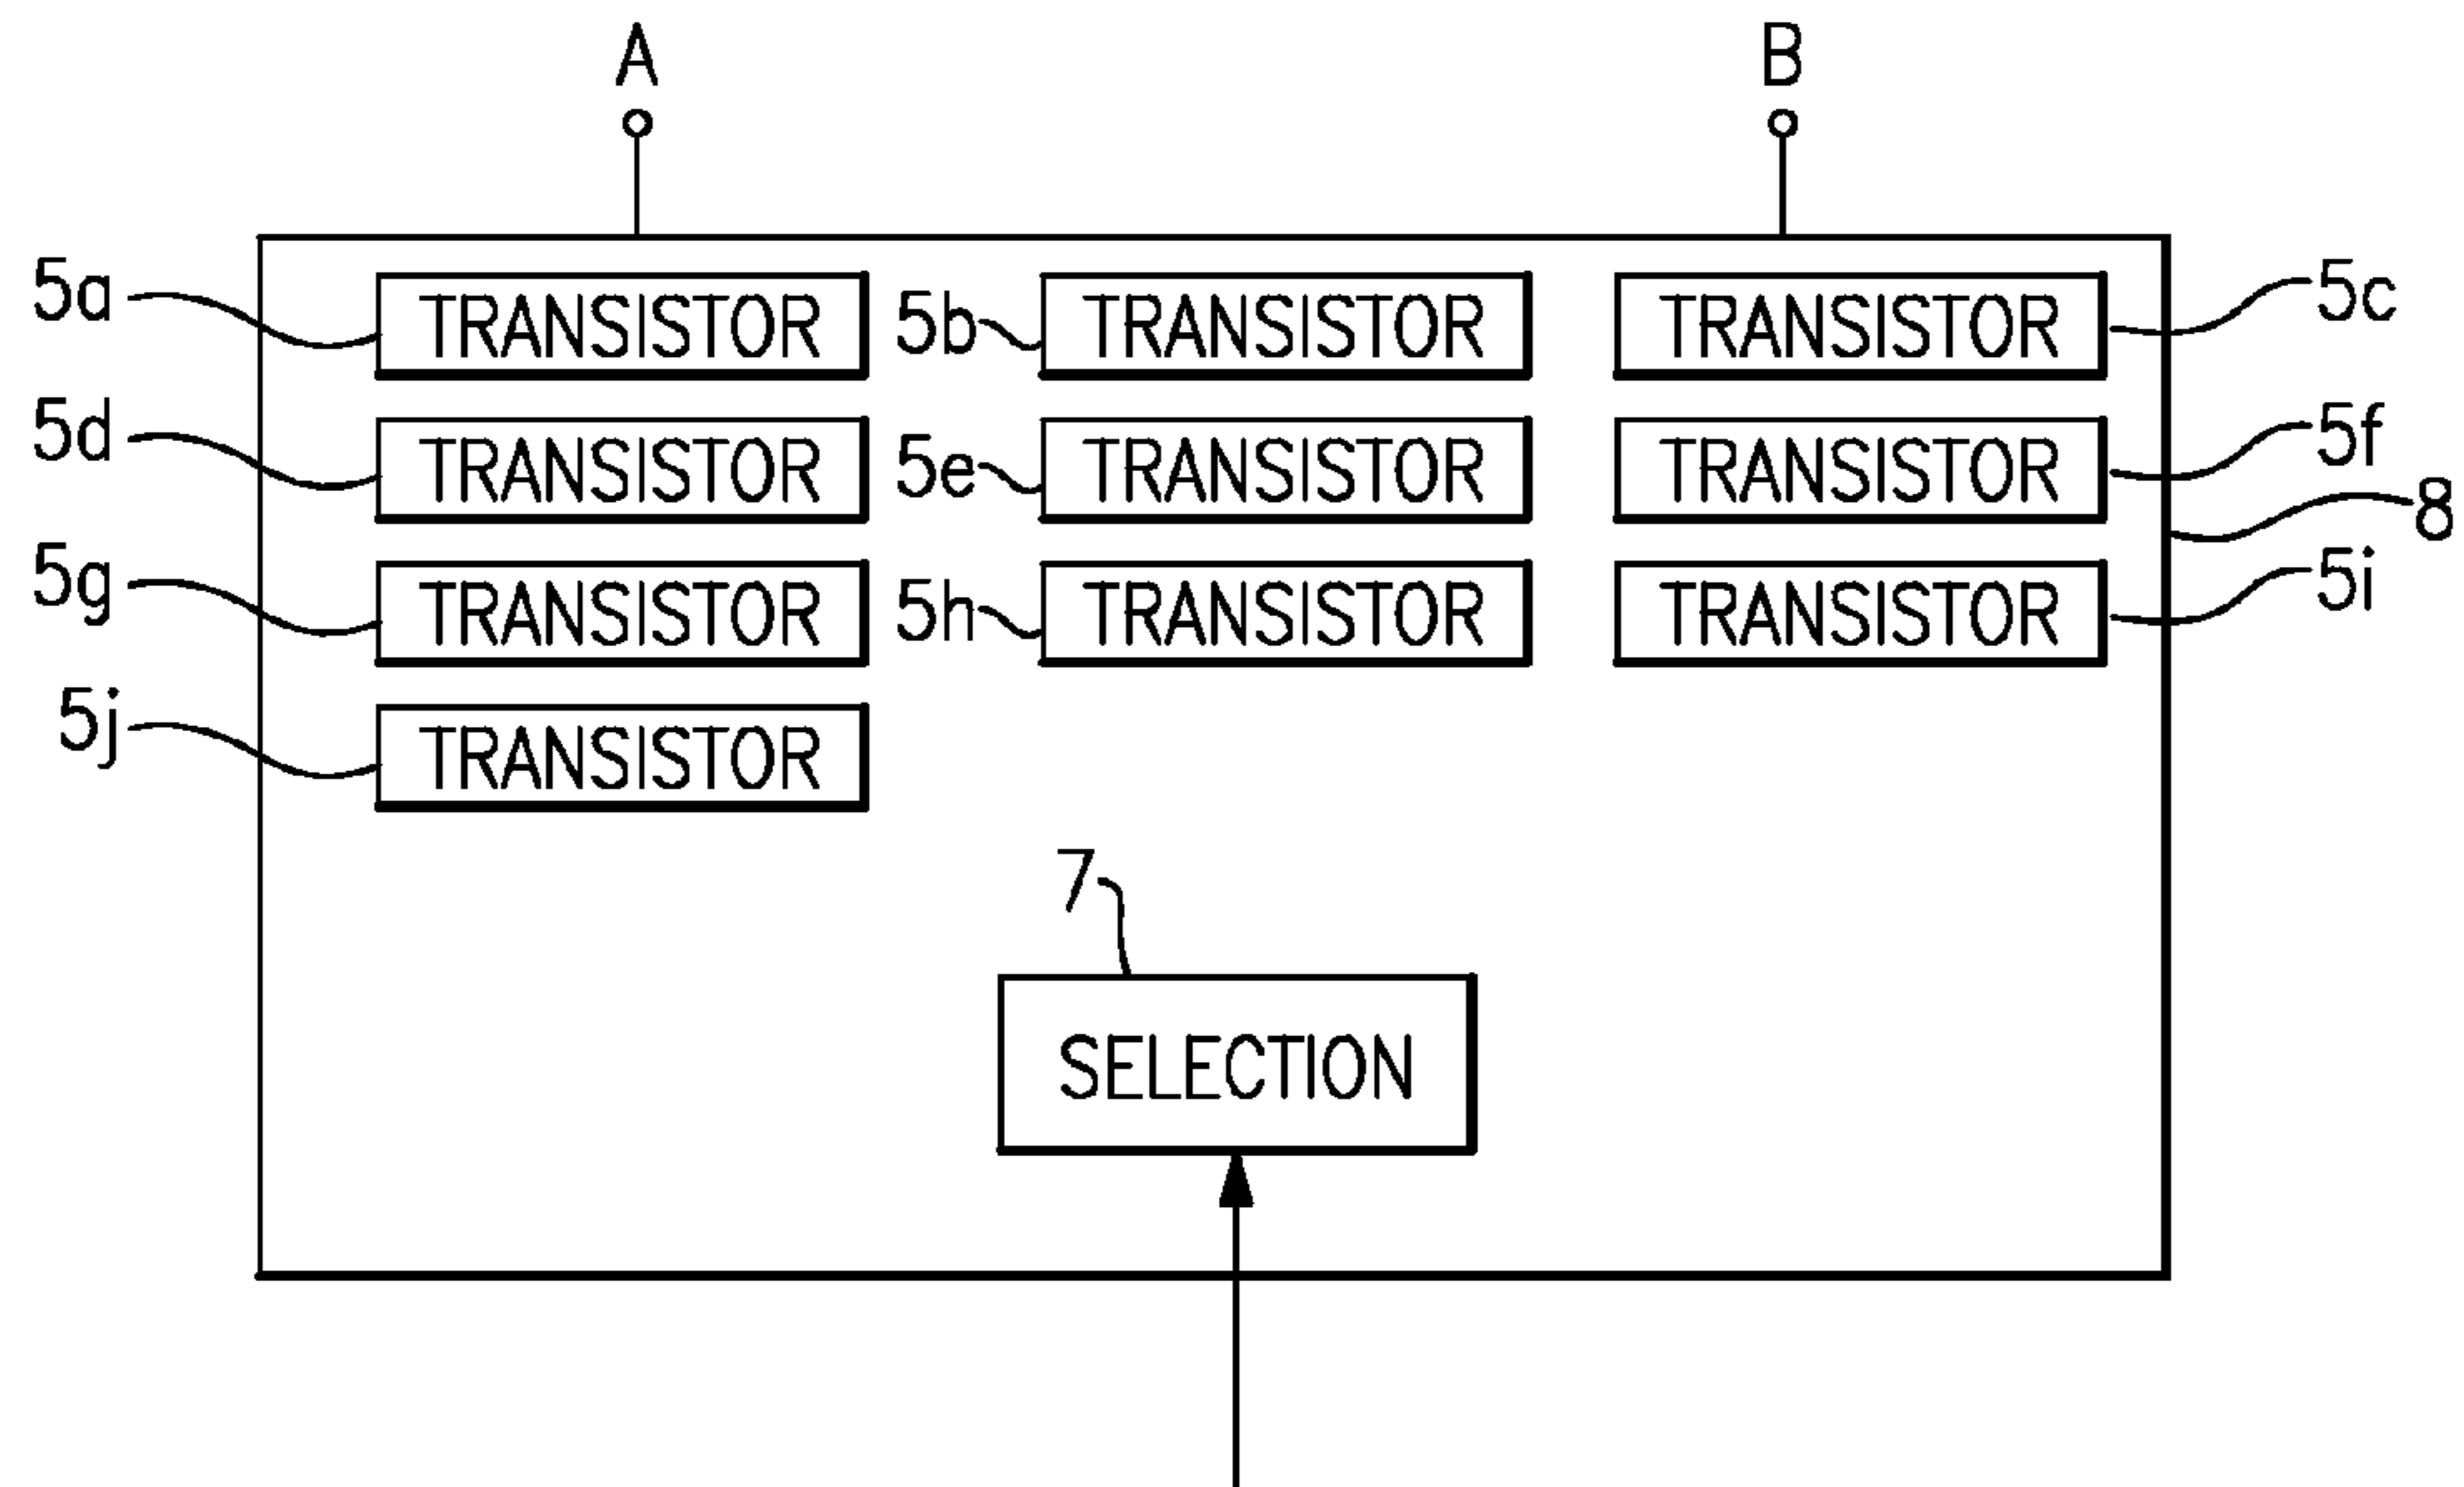 A B
5a TRANSISTOR 5b TRANSISTOR TRANSISTOR 5c
5d TRANSISTOR 5e TRANSISTOR TRANSISTOR 5f
8
5g TRANSISTOR 5h TRANSISTOR TRANSISTOR 5i
5j TRANSISTOR
7
SELECTION